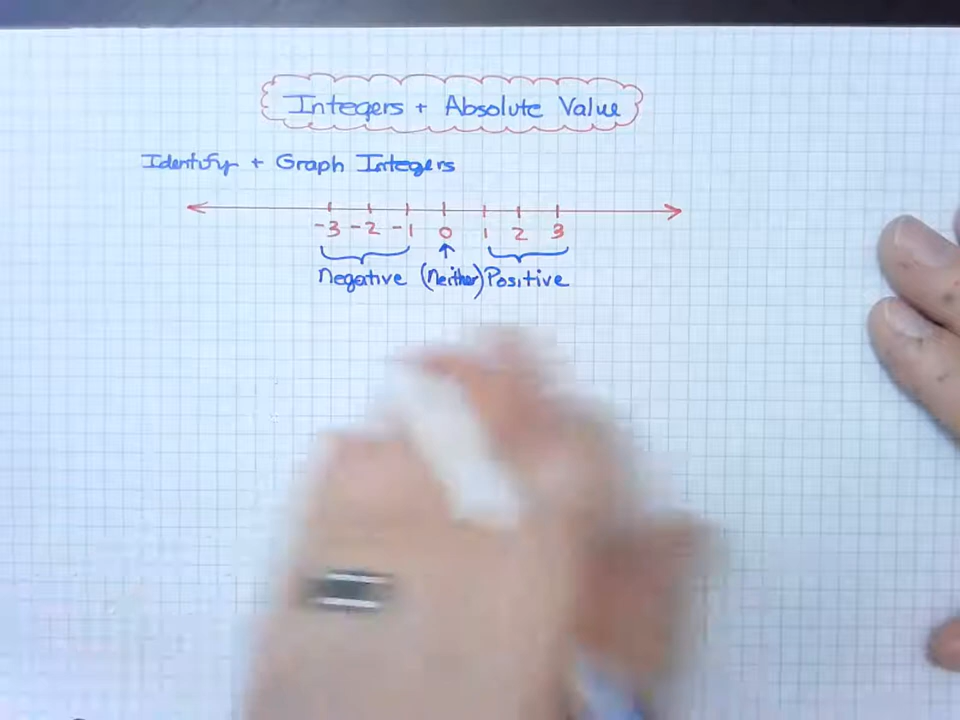 Integers + Absolute Value
Identify + Graph Integers
-3 -2 -1 0 1 2 3
Negative (Neither) Positive